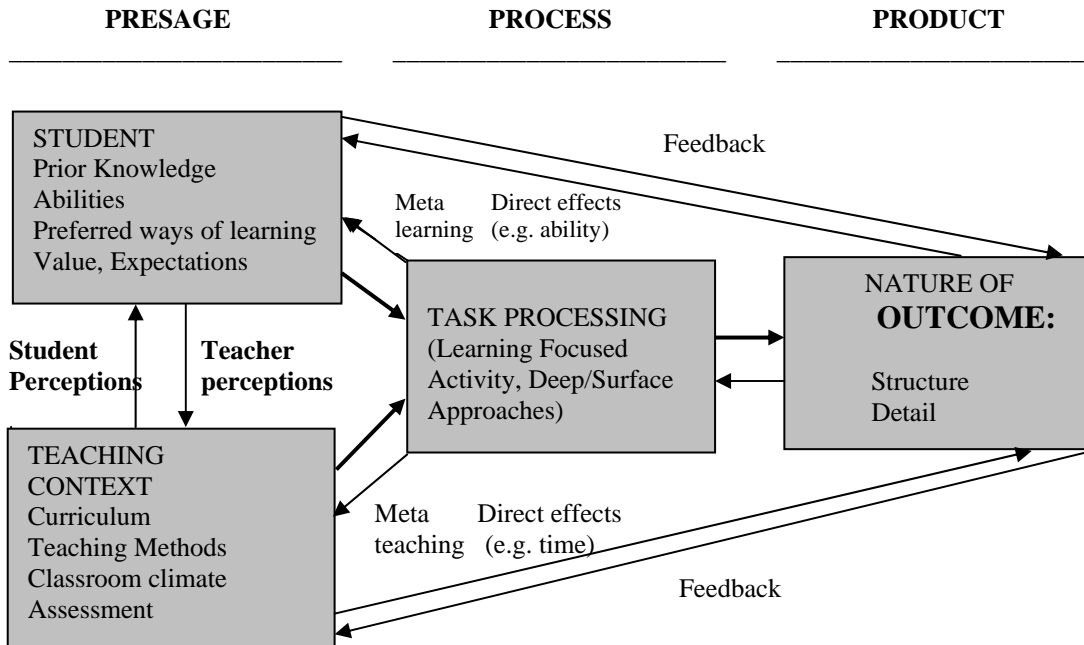 PRESAGE
PROCESS
PRODUCT
STUDENT
Prior Knowledge
Abilities
Preferred ways of learning
Value, Expectations
Feedback
Meta Direct effects
learning (e.g. ability)
TASK PROCESSING
(Learning Focused
Activity, Deep/Surface
Approaches)
NATURE OF
OUTCOME:
Structure
Detail
Student
Perceptions
Teacher
perceptions
TEACHING
CONTEXT
Curriculum
Teaching Methods
Classroom climate
Assessment
Meta Direct effects
teaching (e.g. time)
Feedback